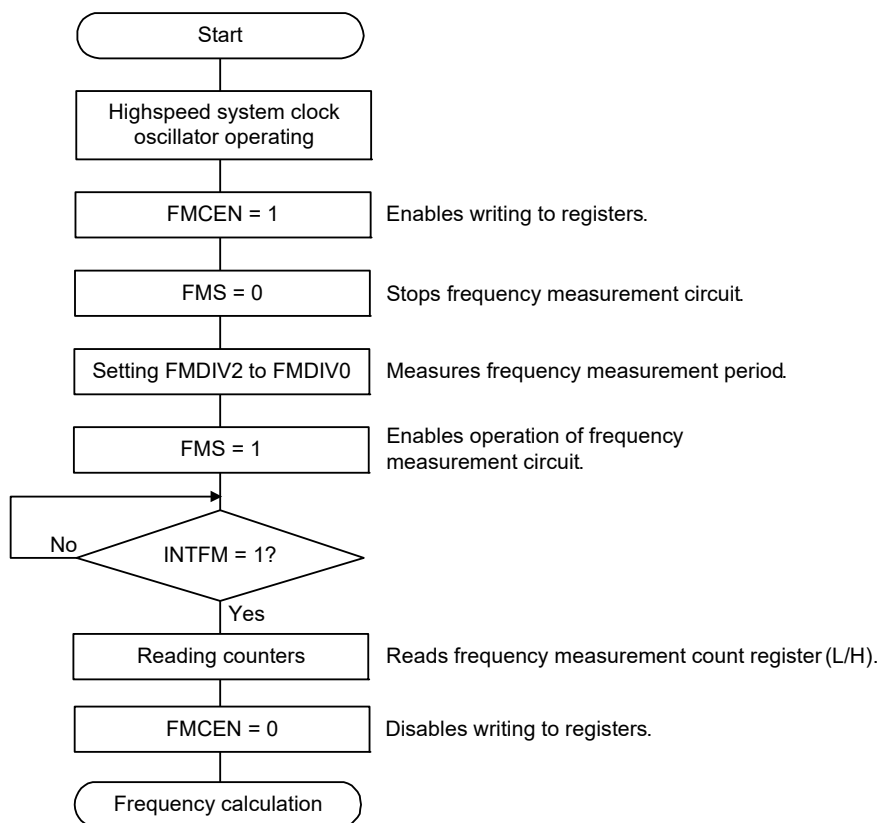 Start
Highspeed system clock
oscillator operating
FMCEN = 1
Enables writing to registers.
FMS = 0
Stops frequency measurement circuit.
Setting FMDIV2 to FMDIV0
Measures frequency measurement period.
FMS = 1
Enables operation of frequency
measurement circuit.
No
INTFM = 1?
Yes
Reading counters
Reads frequency measurement count register (L/H).
FMCEN = 0
Disables writing to registers.
Frequency calculation